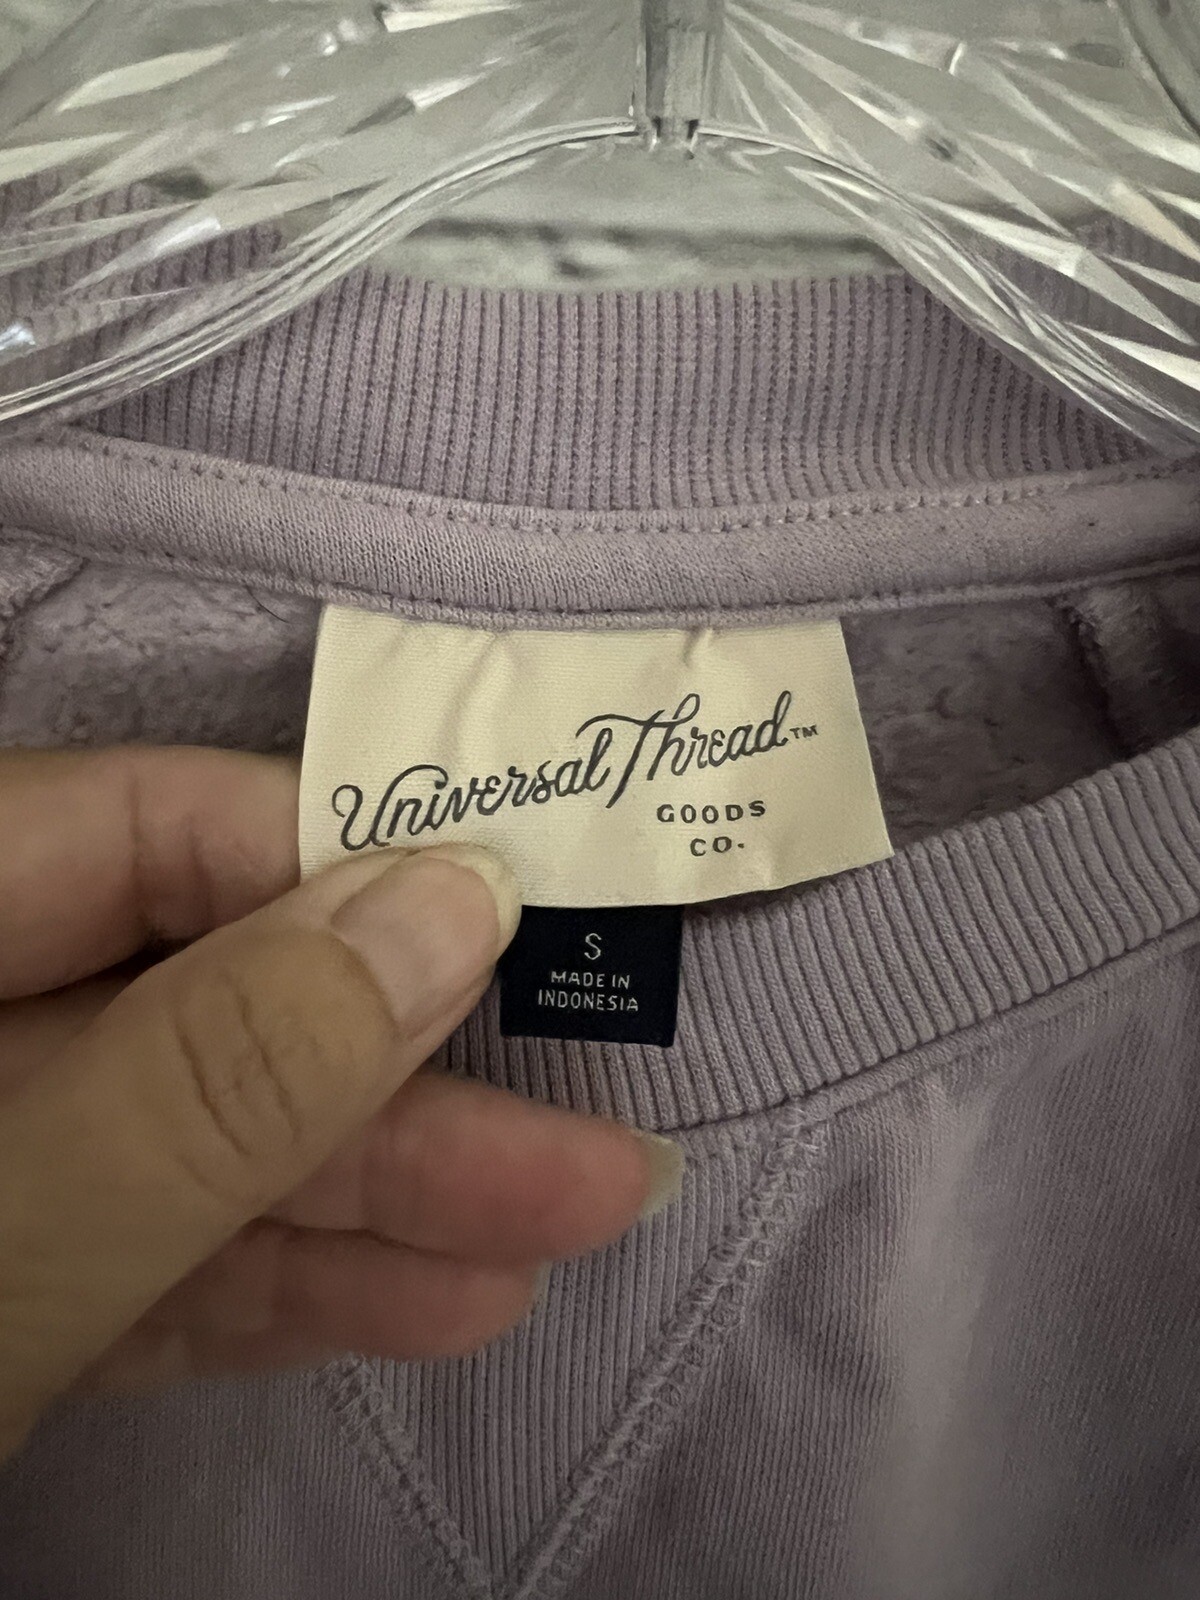 Universal Thread™
GOODS
CO.
S
MADE IN
INDONESIA